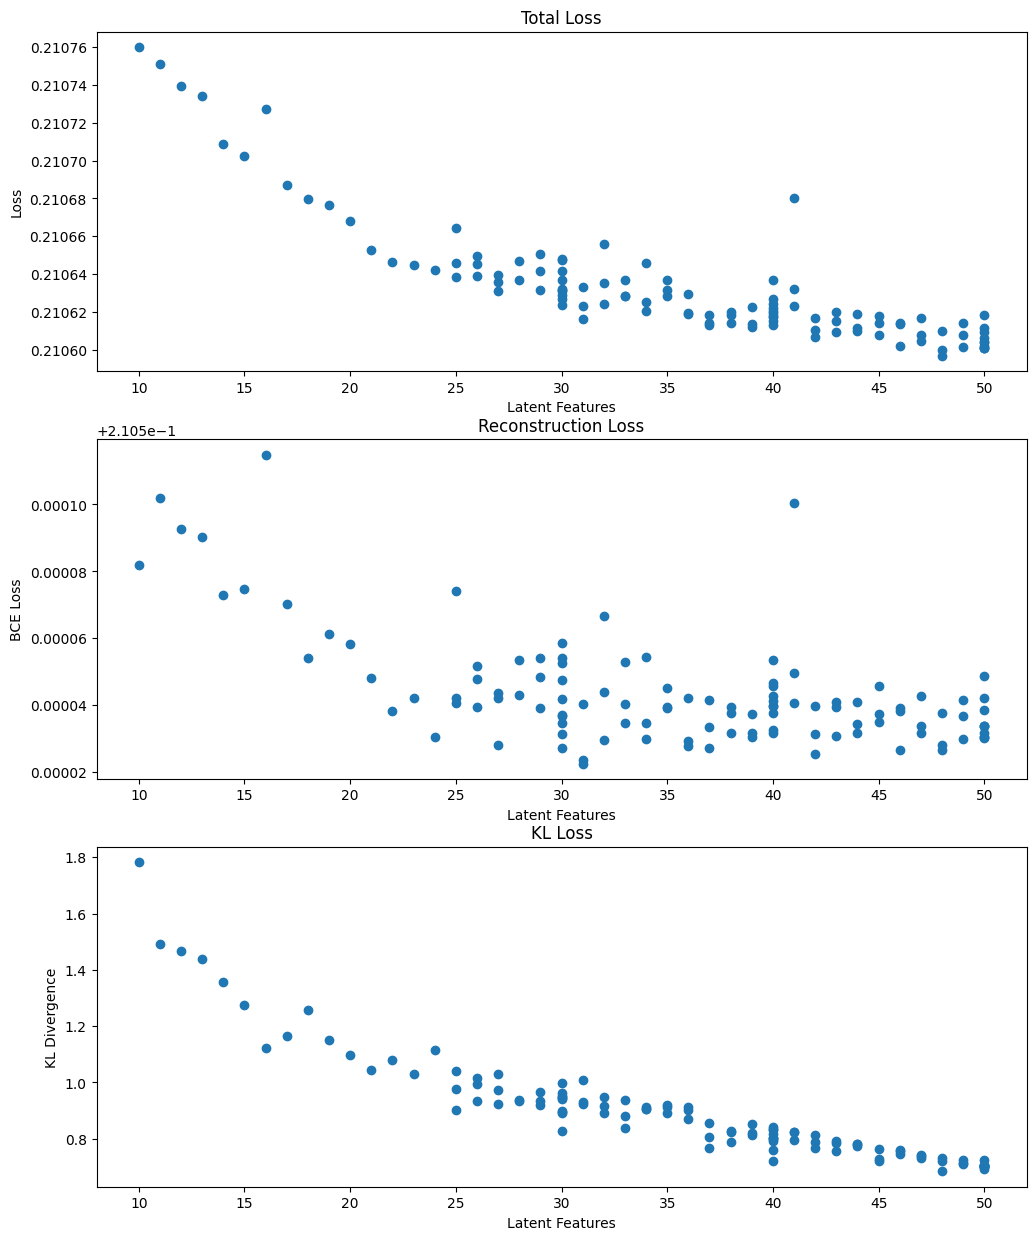 Total Loss
0.21076
0.21074
0.21072
0.21070
0.21068
0.21066
0.21064
0.21062
0.21060
Loss
10 15 20 25 30 35 40 45 50
Latent Features
+2.105e−1
Reconstruction Loss
0.00010
0.00008
0.00006
0.00004
0.00002
BCE Loss
10 15 20 25 30 35 40 45 50
Latent Features
KL Loss
1.8
1.6
1.4
1.2
1.0
0.8
KL Divergence
10 15 20 25 30 35 40 45 50
Latent Features